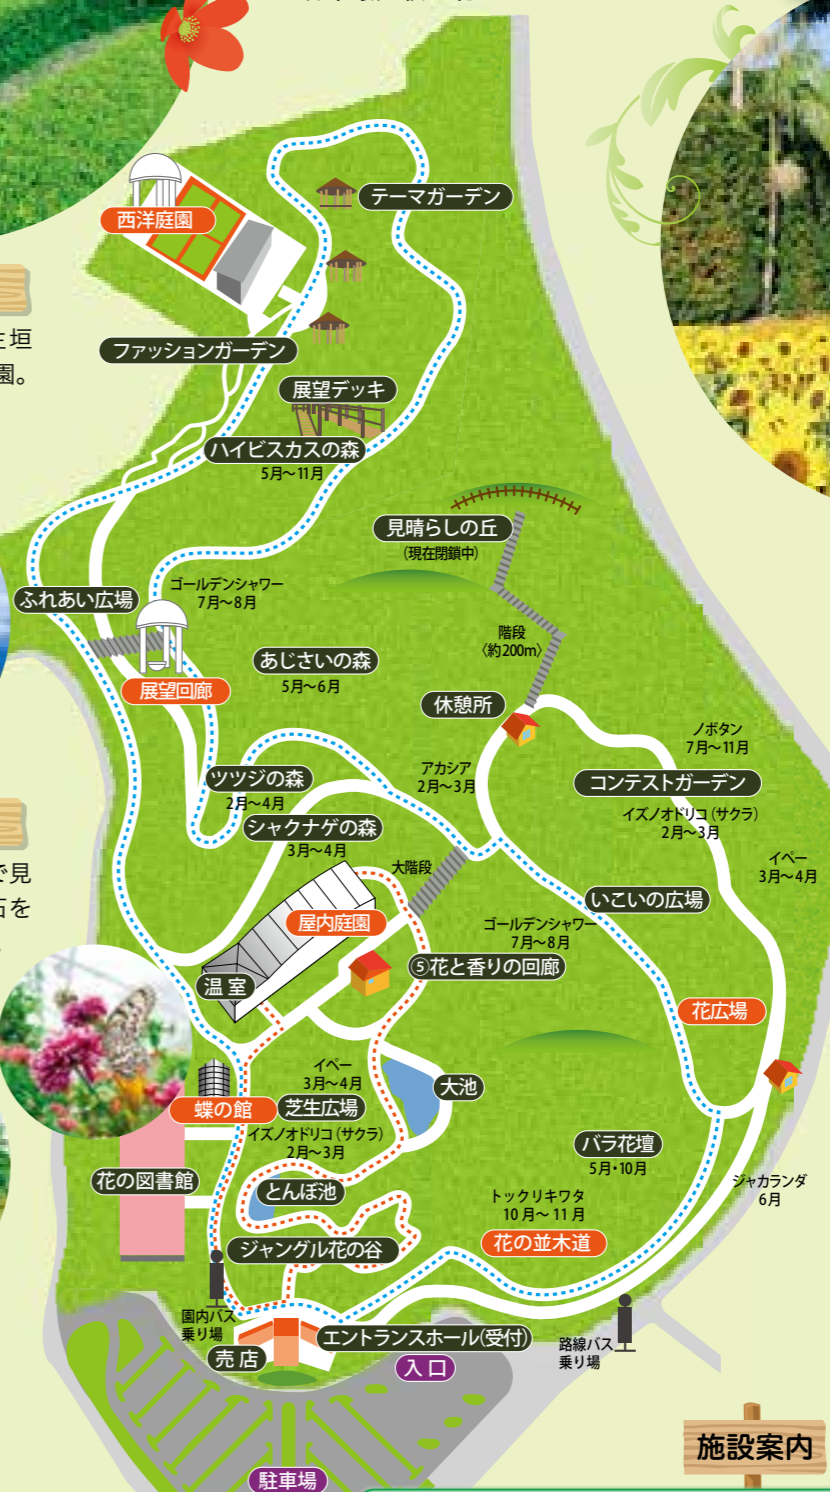 テーマガーデン
西洋庭園
生垣
園。
ファッションガーデン
展望デッキ
ハイビスカスの森
5月～11月
見晴らしの丘
(現在閉鎖中)
ゴールデンシャワー
7月～8月
ふれあい広場
階段
〈約200m〉
あじさいの森
5月～6月
展望回廊
休憩所
ノボタン
7月～11月
アカシア
2月～3月
コンテストガーデン
ツツジの森
2月～4月
イズノオドリコ(サクラ)
2月～3月
シャクナゲの森
3月～4月
イペー
3月～4月
で見
石を
大階段
いこいの広場
屋内庭園
ゴールデンシャワー
7月～8月
⑤花と香りの回廊
温室
花広場
イペー
3月～4月
大池
蝶の館
芝生広場
イズノオドリコ(サクラ)
2月～3月
バラ花壇
5月・10月
花の図書館
とんぼ池
ジャカランダ
6月
トックリキワタ
10月～11月
花の並木道
ジャングル花の谷
園内バス
乗り場
エントランスホール(受付)
路線バス
乗り場
売店
入口
施設案内
駐車場